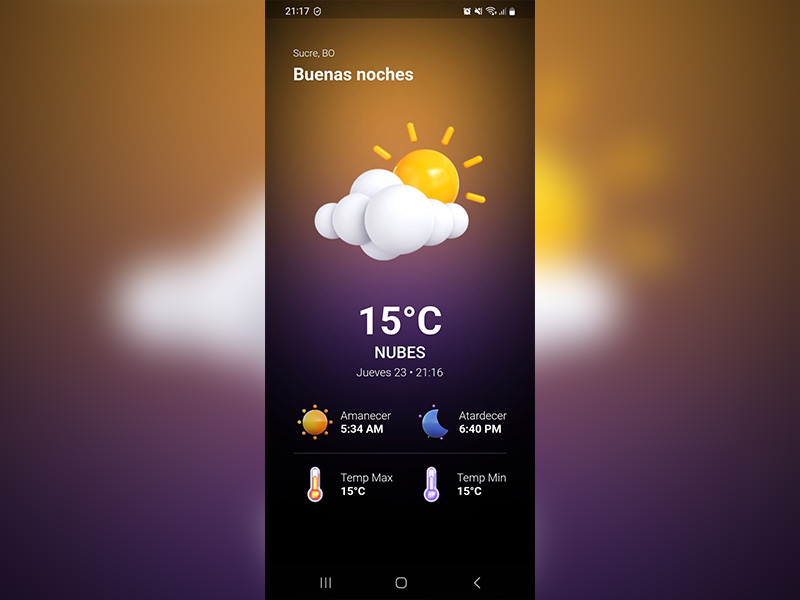 21:17
Sucre, BO
Buenas noches
15°C
NUBES
Jueves 23 • 21:16
Amanecer
5:34 AM
Atardecer
6:40 PM
Temp Max
15°C
Temp Min
15°C